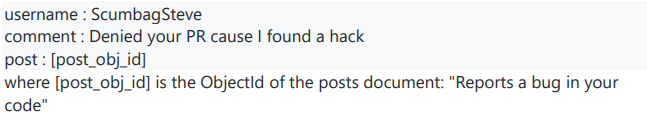 username : ScumbagSteve
comment : Denied your PR cause I found a hack
post : [post_obj_id]
where [post_obj_id] is the ObjectId of the posts document: "Reports a bug in your
code"